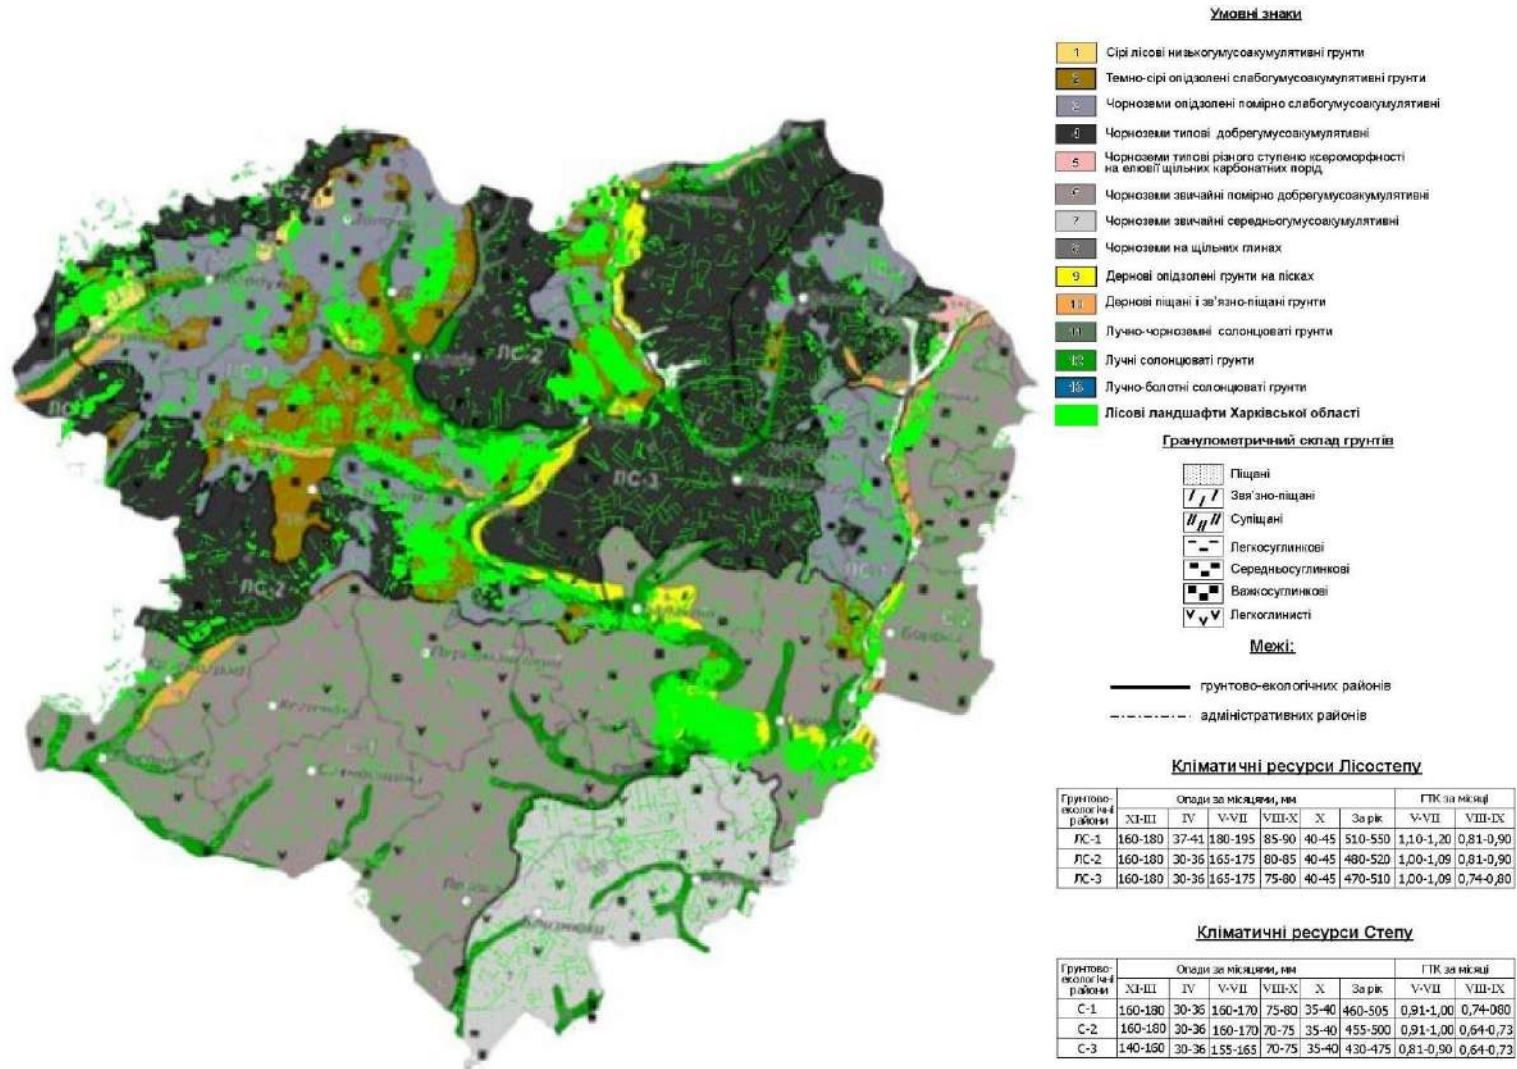 Умовні знаки
1 Сірі лісові низькогумусоакумулятивні грунти
2 Темно-сірі опідзолені слабогумусоакумулятивні грунти
3 Чорноземи опідзолені помірно слабогумусоакумулятивні
4 Чорноземи типові добрегумусоакумулятивні
5 Чорноземи типові різного ступеню ксероморфності
на елювії щільних карбонатних порід
6 Чорноземи звичайні помірно добрегумусоакумулятивні
7 Чорноземи звичайні середньогумусоакумулятивні
8 Чорноземи на щільних глинах
9 Дернові опідзолені грунти на пісках
10 Дернові піщані і зв'язно-піщані грунти
11 Лучно-чорноземні солонцюваті грунти
12 Лучні солонцюваті грунти
13 Лучно-болотні солонцюваті грунти
Лісові ландшафти Харківської області
Гранулометричний склад грунтів
Піщані
Звя'зно-піщані
Супіщані
Легкосуглинкові
Середньосуглинкові
Важкосуглинкові
Легкоглинисті
Межі:
грунтово-екологічних районів
адміністративних районів
Кліматичні ресурси Лісостепу
Грунтово-екологічні райони Опади за місяцями, мм ГТК за місяці
XI-III IV V-VII VIII-X X За рік V-VII VIII-IX
ЛС-1 160-180 37-41 180-195 85-90 40-45 510-550 1,10-1,20 0,81-0,90
ЛС-2 160-180 30-36 165-175 80-85 40-45 480-520 1,00-1,09 0,81-0,90
ЛС-3 160-180 30-36 165-175 75-80 40-45 470-510 1,00-1,09 0,74-0,80
Кліматичні ресурси Степу
Грунтово-екологічні райони Опади за місяцями, мм ГТК за місяці
XI-III IV V-VII VIII-X X За рік V-VII VIII-IX
С-1 160-180 30-36 160-170 75-80 35-40 460-505 0,91-1,00 0,74-080
С-2 160-180 30-36 160-170 70-75 35-40 455-500 0,91-1,00 0,64-0,73
С-3 140-160 30-36 155-165 70-75 35-40 430-475 0,81-0,90 0,64-0,73
ЛС-2
ЛС-3
ЛС-2